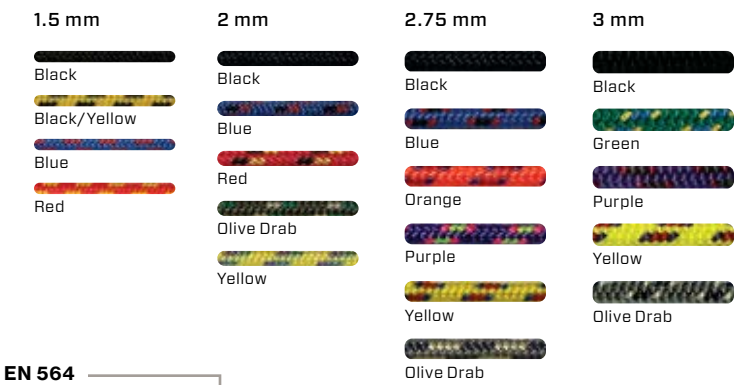 1.5 mm
Black
Black/Yellow
Blue
Red
2 mm
Black
Blue
Red
Olive Drab
Yellow
2.75 mm
Black
Blue
Orange
Purple
Yellow
Olive Drab
3 mm
Black
Green
Purple
Yellow
Olive Drab
EN 564